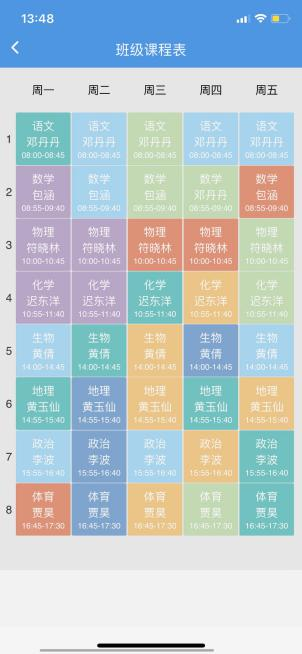 13:48
班级课程表
周一 周二 周三 周四 周五
1
语文 语文 语文 语文 语文
邓丹丹 邓丹丹 邓丹丹 邓丹丹 邓丹丹
08:00-08:45 08:00-08:45 08:00-08:45 08:00-08:45 08:00-08:45
2
数学 数学 数学 数学 数学
包涵 包涵 包涵 邓丹丹 包涵
08:55-09:40 08:55-09:40 08:55-09:40 08:55-09:40 08:55-09:40
3
物理 物理 物理 物理 物理
符晓林 符晓林 符晓林 符晓林 符晓林
10:00-10:45 10:00-10:45 10:00-10:45 10:00-10:45 10:00-10:45
4
化学 化学 化学 化学 化学
迟东洋 迟东洋 迟东洋 迟东洋 迟东洋
10:55-11:40 10:55-11:40 10:55-11:40 10:55-11:40 10:55-11:40
5
生物 生物 生物 生物 生物
黄倩 黄倩 黄倩 黄倩 黄倩
14:00-14:45 14:00-14:45 14:00-14:45 14:00-14:45 14:00-14:45
6
地理 地理 地理 地理 地理
黄玉仙 黄玉仙 黄玉仙 黄玉仙 黄玉仙
14:55-15:40 14:55-15:40 14:55-15:40 14:55-15:40 14:55-15:40
7
政治 政治 政治 政治 政治
李波 李波 李波 李波 李波
15:55-16:40 15:55-16:40 15:55-16:40 15:55-16:40 15:55-16:40
8
体育 体育 体育 体育 体育
贾昊 贾昊 贾昊 贾昊 贾昊
16:45-17:30 16:45-17:30 16:45-17:30 16:45-17:30 16:45-17:30